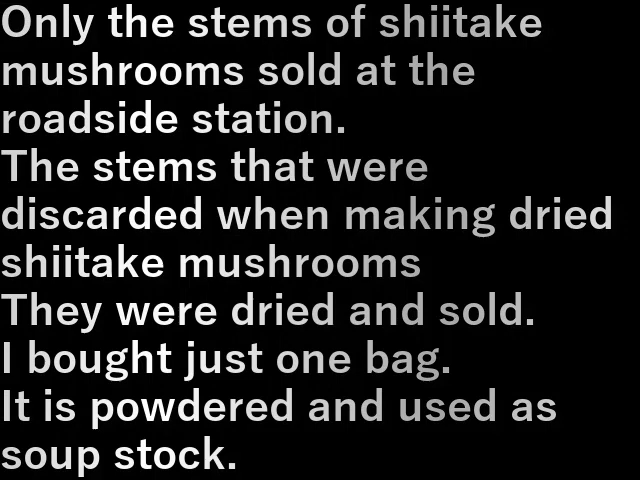 Only the stems of shiitake
mushrooms sold at the
roadside station.
The stems that were
discarded when making dried
shiitake mushrooms
They were dried and sold.
I bought just one bag.
It is powdered and used as
soup stock.